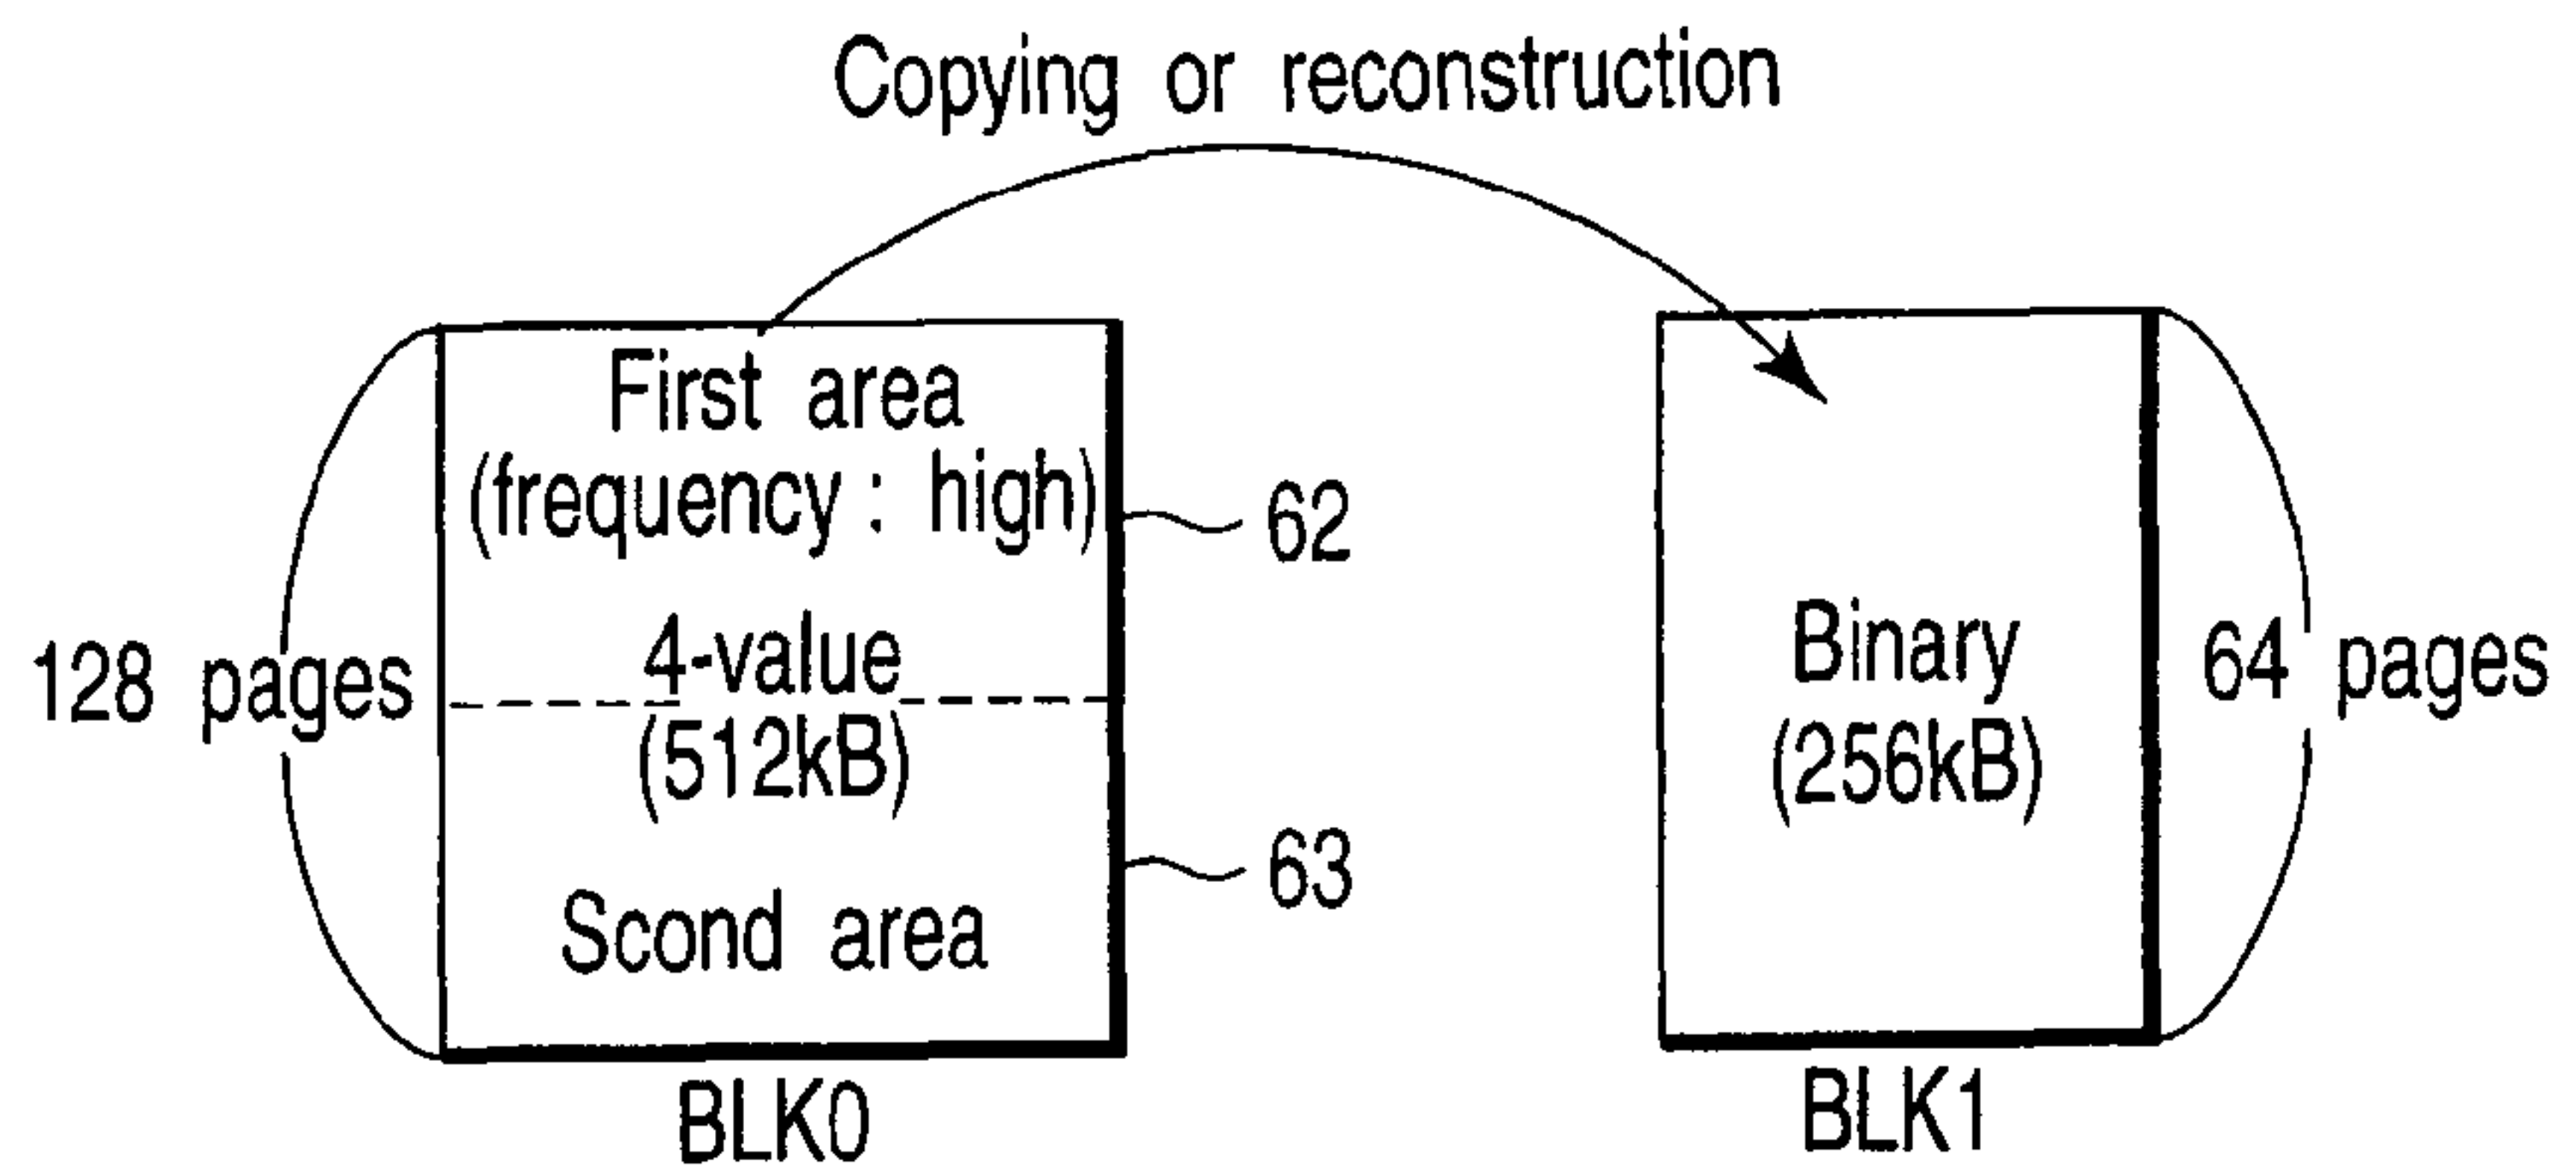 Copying or reconstruction
First area
(frequency : high)
62
4-value
128 pages
(512kB)
63
Scond area
BLK0
Binary
(256kB)
64 pages
BLK1